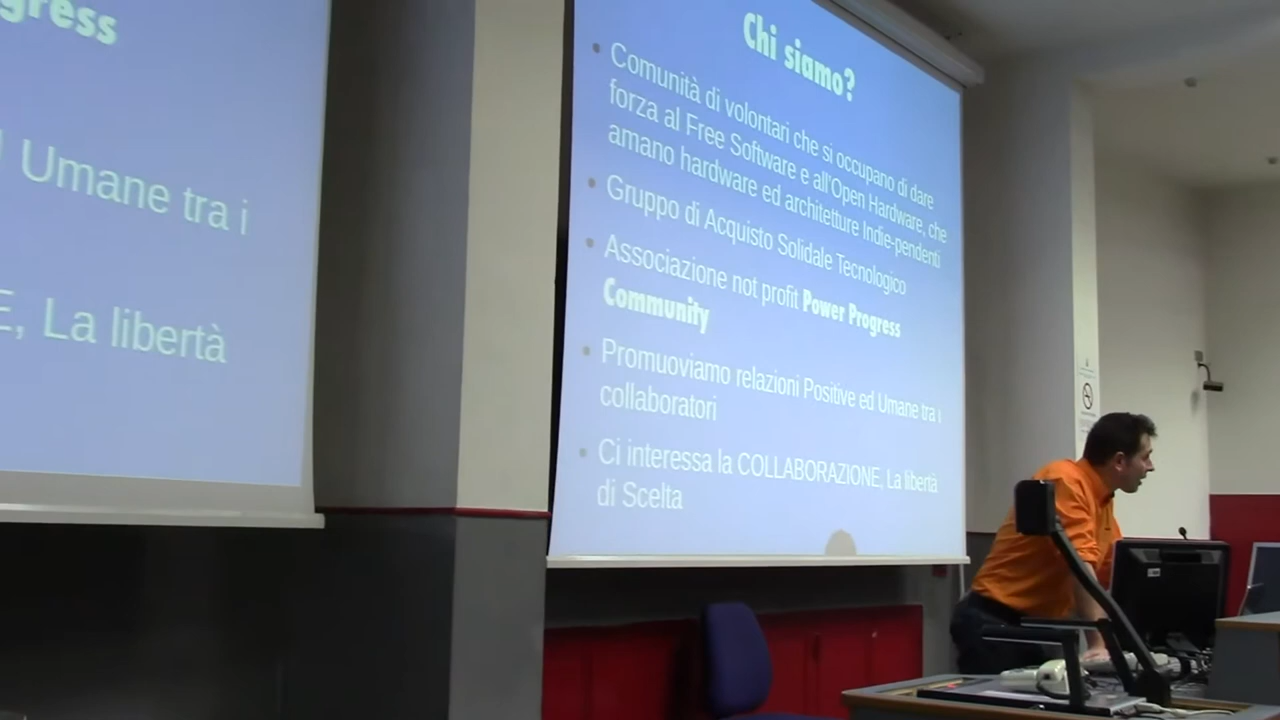 gress
Umane tra i
E, La libertà
Chi siamo?
Comunità di volontari che si occupano di dare
forza al Free Software e all'Open Hardware, che
amano hardware ed architetture Indie-pendenti
Gruppo di Acquisto Solidale Tecnologico
Associazione not profit Power Progress
Community
Promuoviamo relazioni Positive ed Umane tra i
collaboratori
Ci interessa la COLLABORAZIONE, La libertà
di Scelta